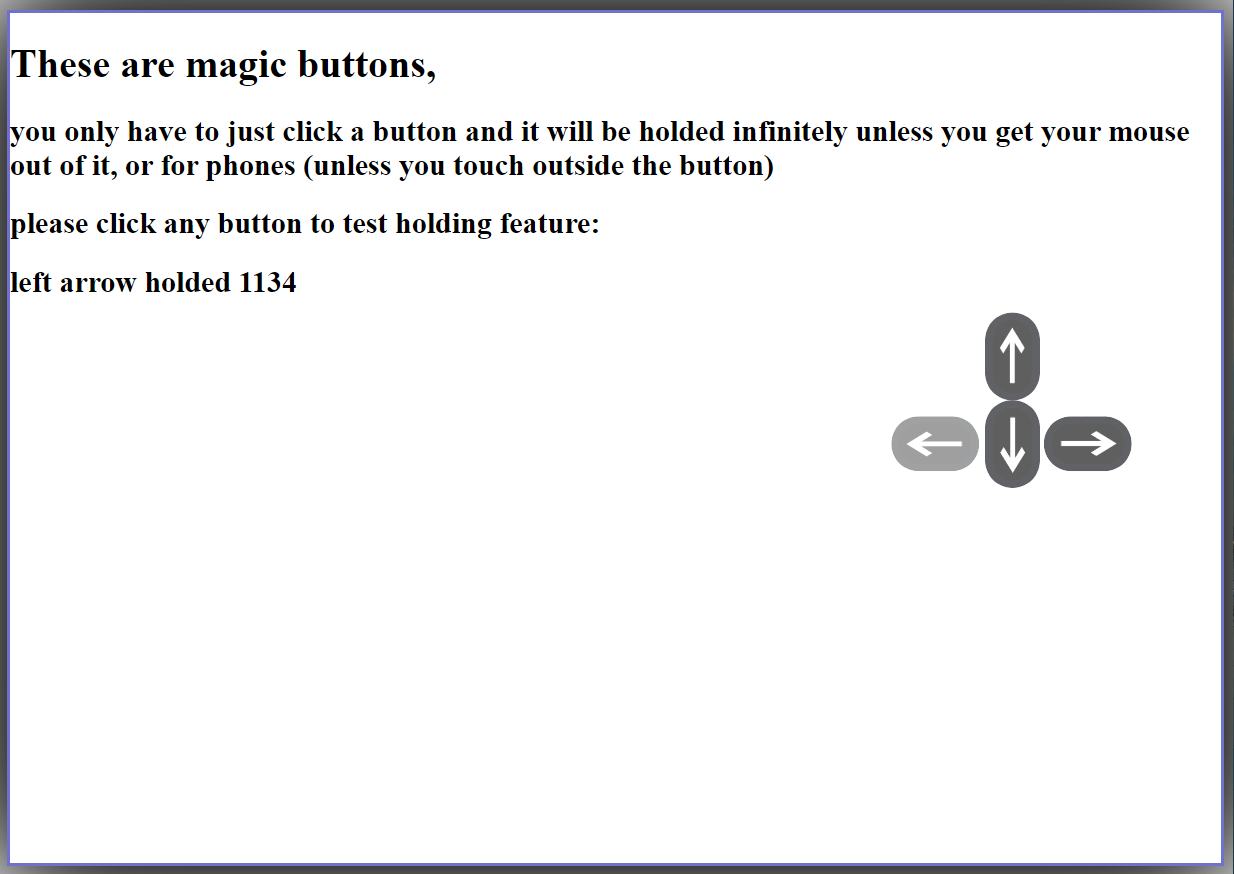 These are magic buttons,
you only have to just click a button and it will be holded infinitely unless you get your mouse
out of it, or for phones (unless you touch outside the button)
please click any button to test holding feature:
left arrow holded 1134